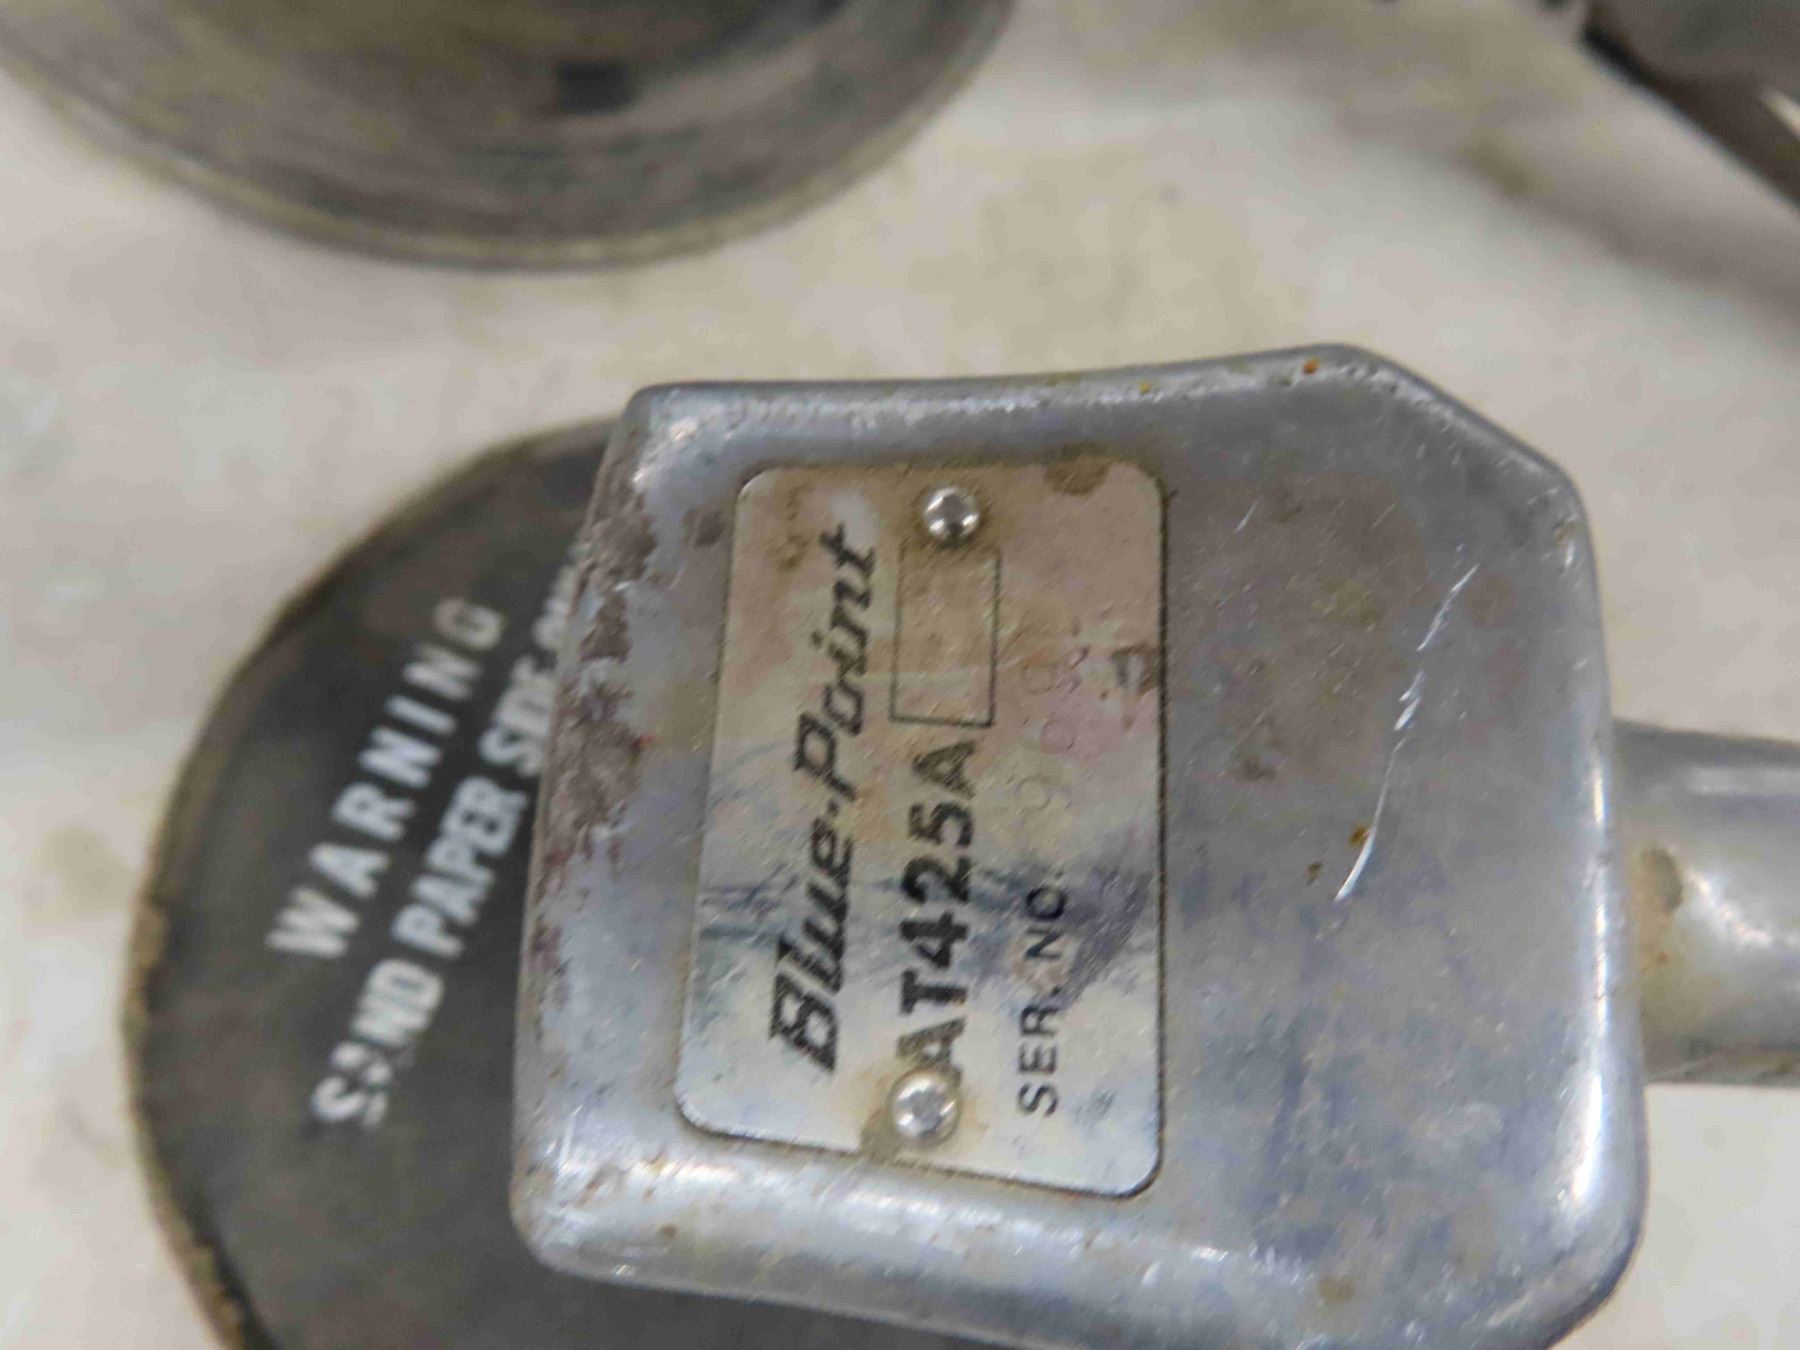 Blue-Point
AT425A
SER. NO.
WARNING
SAND PAPER SIDE